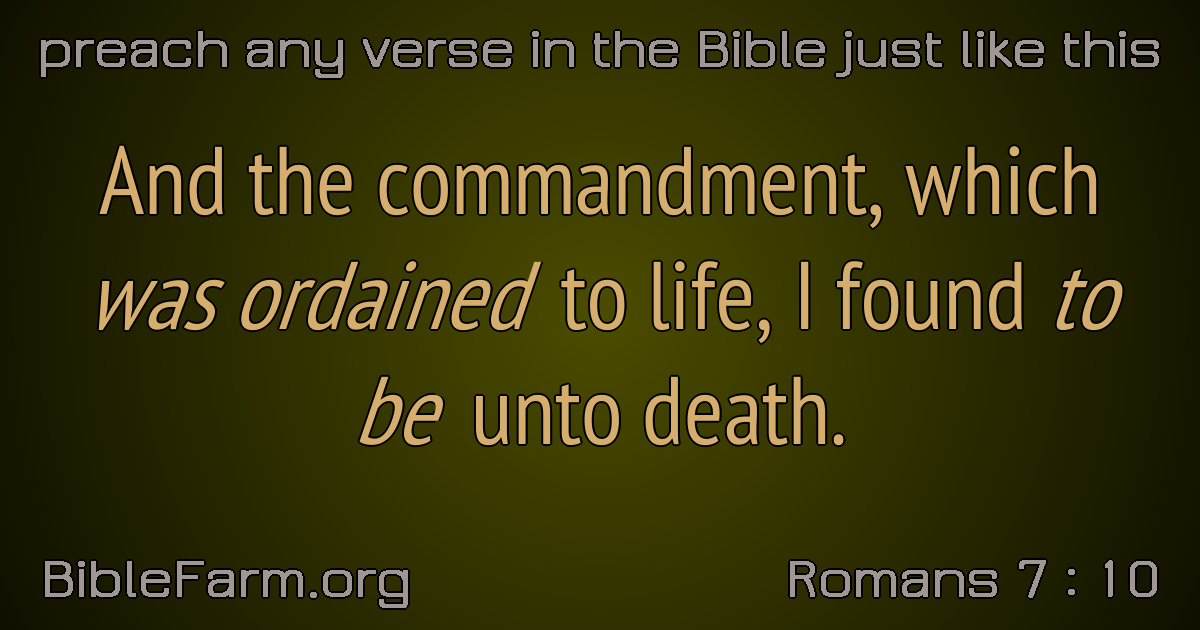 preach any verse in the Bible just like this
And the commandment, which
was ordained to life, I found to
be unto death.
BibleFarm.org
Romans 7 : 10